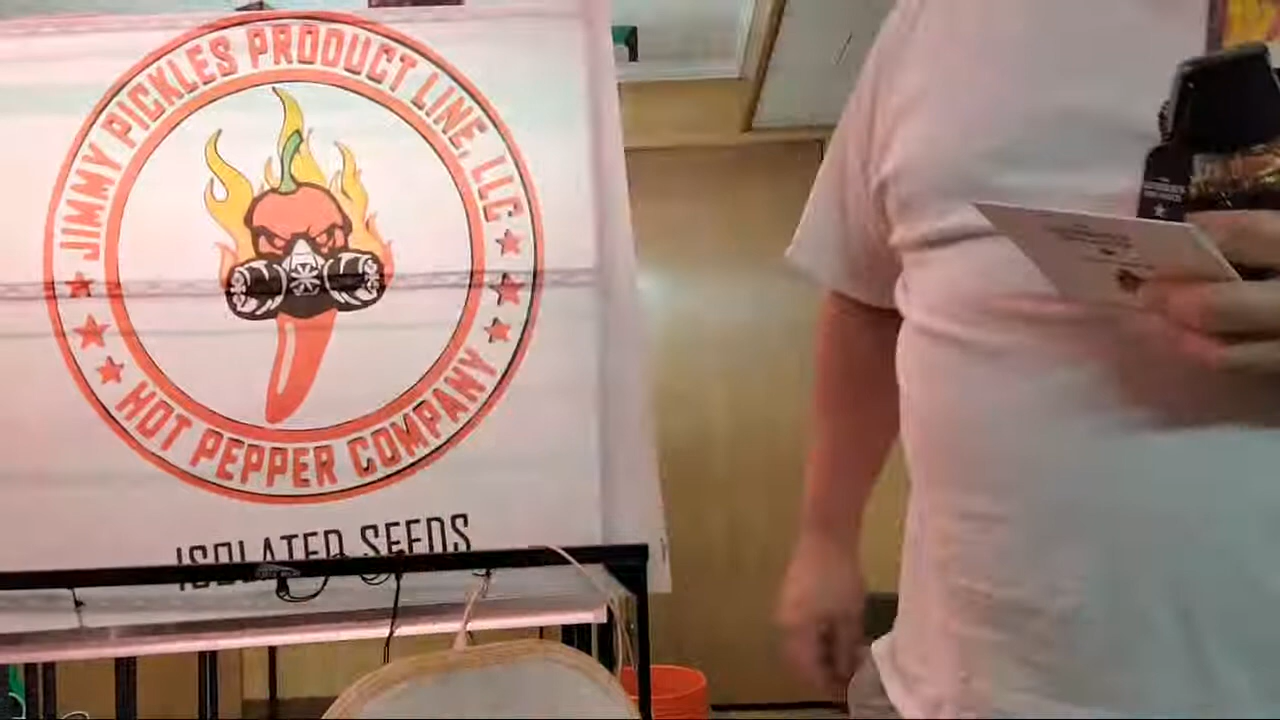 JIMMY PICKLES PRODUCT LINE, LLC
HOT PEPPER COMPANY
ISOLATED SEEDS